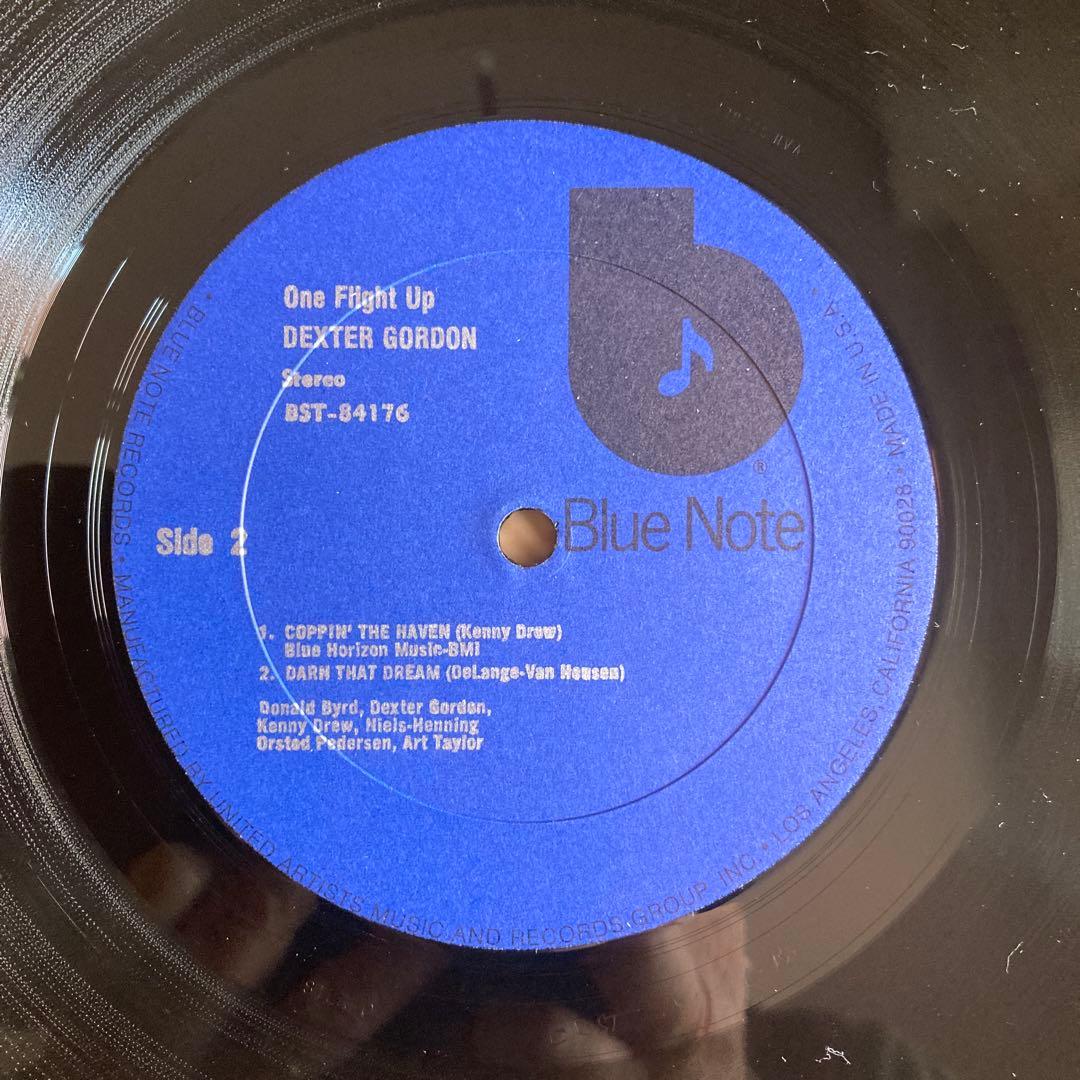 One Flight Up
DEXTER GORDON
Stereo
BST-84176
®
Blue Note
Side 2
1. COPPIN' THE HAVEN (Kenny Drew)
Blue Horizon Music-BMI
2. DARN THAT DREAM (DeLange-Van Heusen)
Donald Byrd, Dexter Gordon,
Kenny Drew, Niels-Henning
Orsted Pedersen, Art Taylor
• BLUE NOTE RECORDS • MANUFACTURED BY UNITED ARTISTS MUSIC AND RECORDS GROUP, INC. • LOS ANGELES, CALIFORNIA 90028 • MADE IN U.S.A •